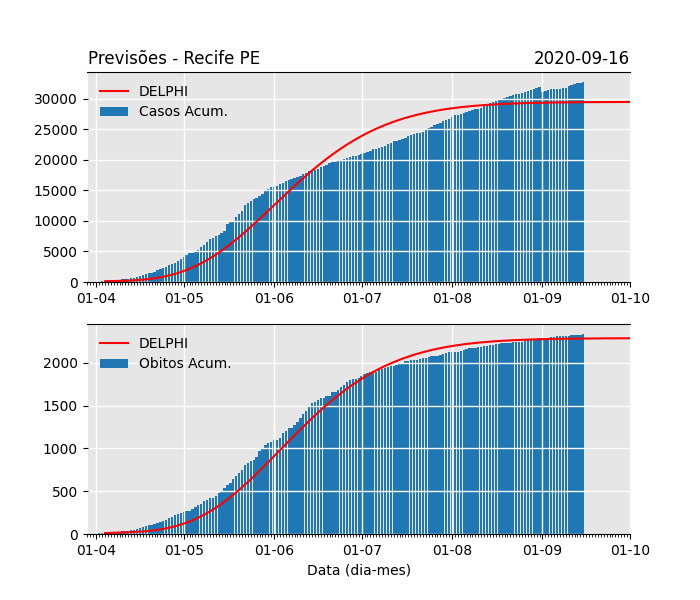 Previsões - Recife PE 2020-09-16
DELPHI
Casos Acum.
30000
25000
20000
15000
10000
5000
0
01-04 01-05 01-06 01-07 01-08 01-09 01-10
DELPHI
Obitos Acum.
2000
1500
1000
500
0
01-04 01-05 01-06 01-07 01-08 01-09 01-10
Data (dia-mes)